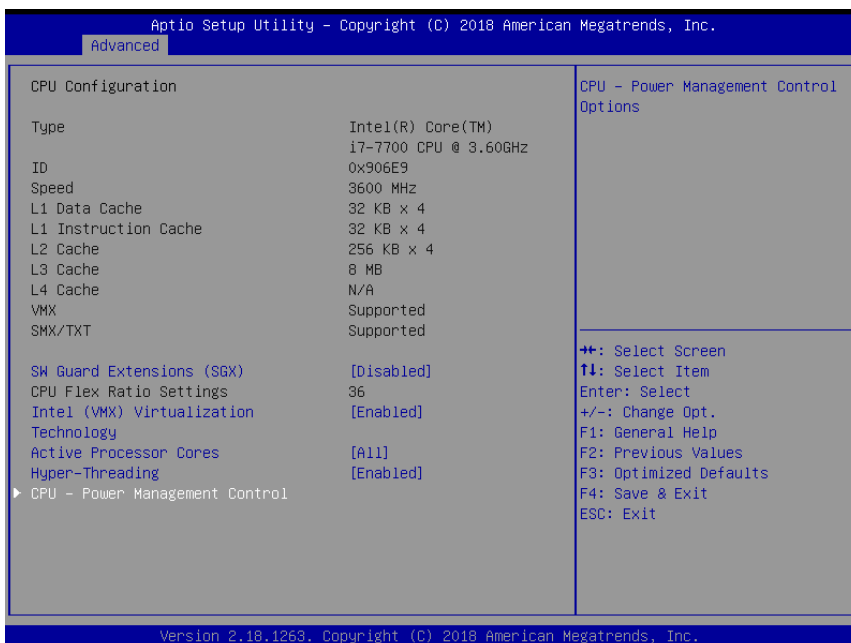 Aptio Setup Utility – Copyright (C) 2018 American Megatrends, Inc.
Advanced
CPU Configuration
Type Intel(R) Core(TM)
i7-7700 CPU @ 3.60GHz
ID 0x906E9
Speed 3600 MHz
L1 Data Cache 32 KB x 4
L1 Instruction Cache 32 KB x 4
L2 Cache 256 KB x 4
L3 Cache 8 MB
L4 Cache N/A
VMX Supported
SMX/TXT Supported
SW Guard Extensions (SGX) [Disabled]
CPU Flex Ratio Settings 36
Intel (VMX) Virtualization [Enabled]
Technology
Active Processor Cores [All]
Hyper-Threading [Enabled]
CPU – Power Management Control
CPU – Power Management Control
Options
→←: Select Screen
↑↓: Select Item
Enter: Select
+/-: Change Opt.
F1: General Help
F2: Previous Values
F3: Optimized Defaults
F4: Save & Exit
ESC: Exit
Version 2.18.1263. Copyright (C) 2018 American Megatrends, Inc.